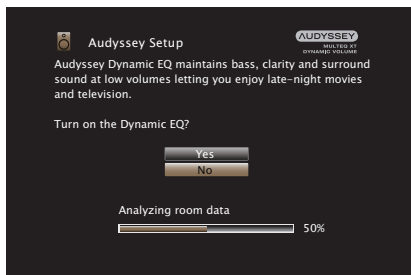 Audyssey Setup
AUDYSSEY
MULTEQ XT
DYNAMIC VOLUME
Audyssey Dynamic EQ maintains bass, clarity and surround
sound at low volumes letting you enjoy late-night movies
and television.
Turn on the Dynamic EQ?
Yes
No
Analyzing room data
50%